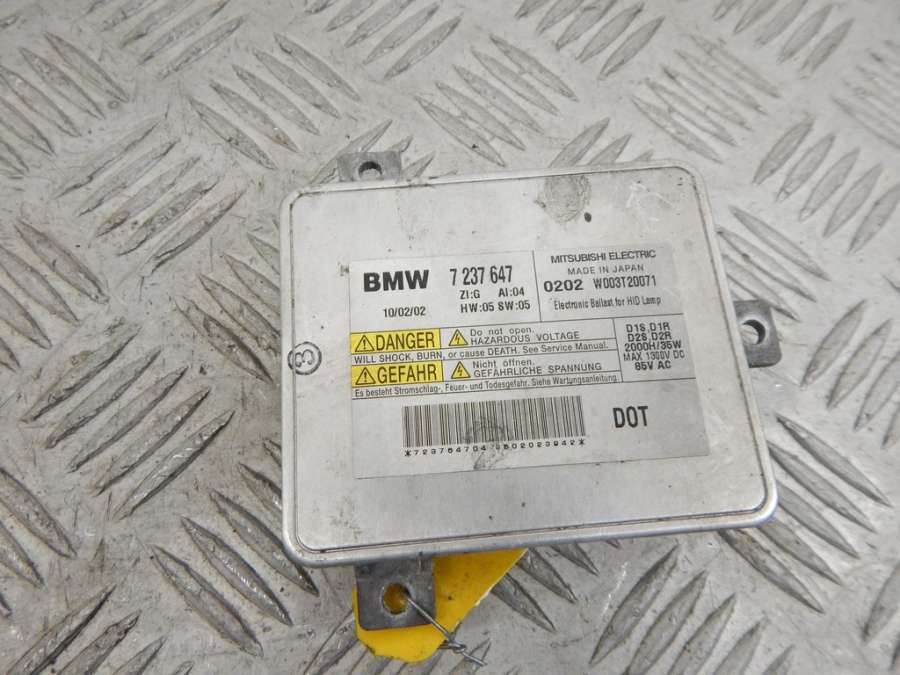 BMW 7 237 647
ZI:G AI:04
10/02/02 HW:05 SW:05
MITSUBISHI ELECTRIC
MADE IN JAPAN
0202 W003T20071
Electronic Ballast for HID Lamp
DANGER Do not open.
HAZARDOUS VOLTAGE
WILL SHOCK, BURN, or cause DEATH. See Service Manual.
GEFAHR Nicht öffnen
GEFÄHRLICHE SPANNUNG
Es besteht Stromschlag-, Feuer- und Todesgefahr. Siehe Wartungsanleitung.
D1S,D1R
D2S,D2R
2000H/35W
MAX 1300V DC
85V AC
DOT
3